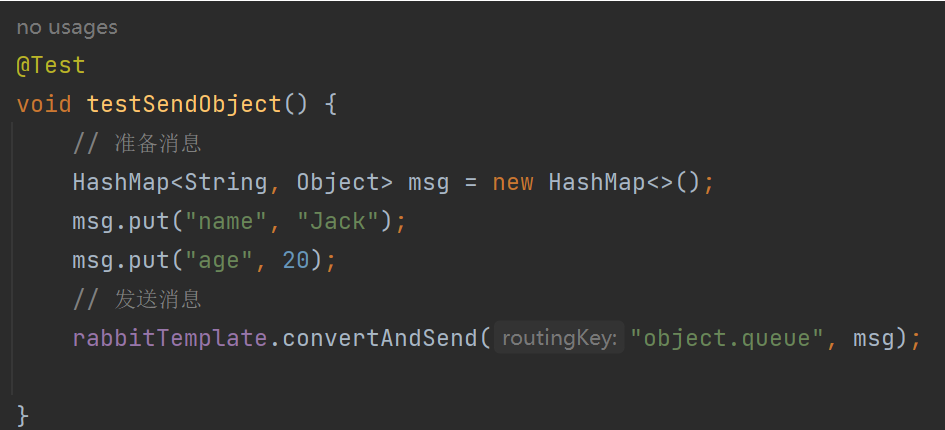 no usages
@Test
void testSendObject() {
// 准备消息
HashMap<String, Object> msg = new HashMap<>();
msg.put("name", "Jack");
msg.put("age", 20);
// 发送消息
rabbitTemplate.convertAndSend( routingKey: "object.queue", msg);
}